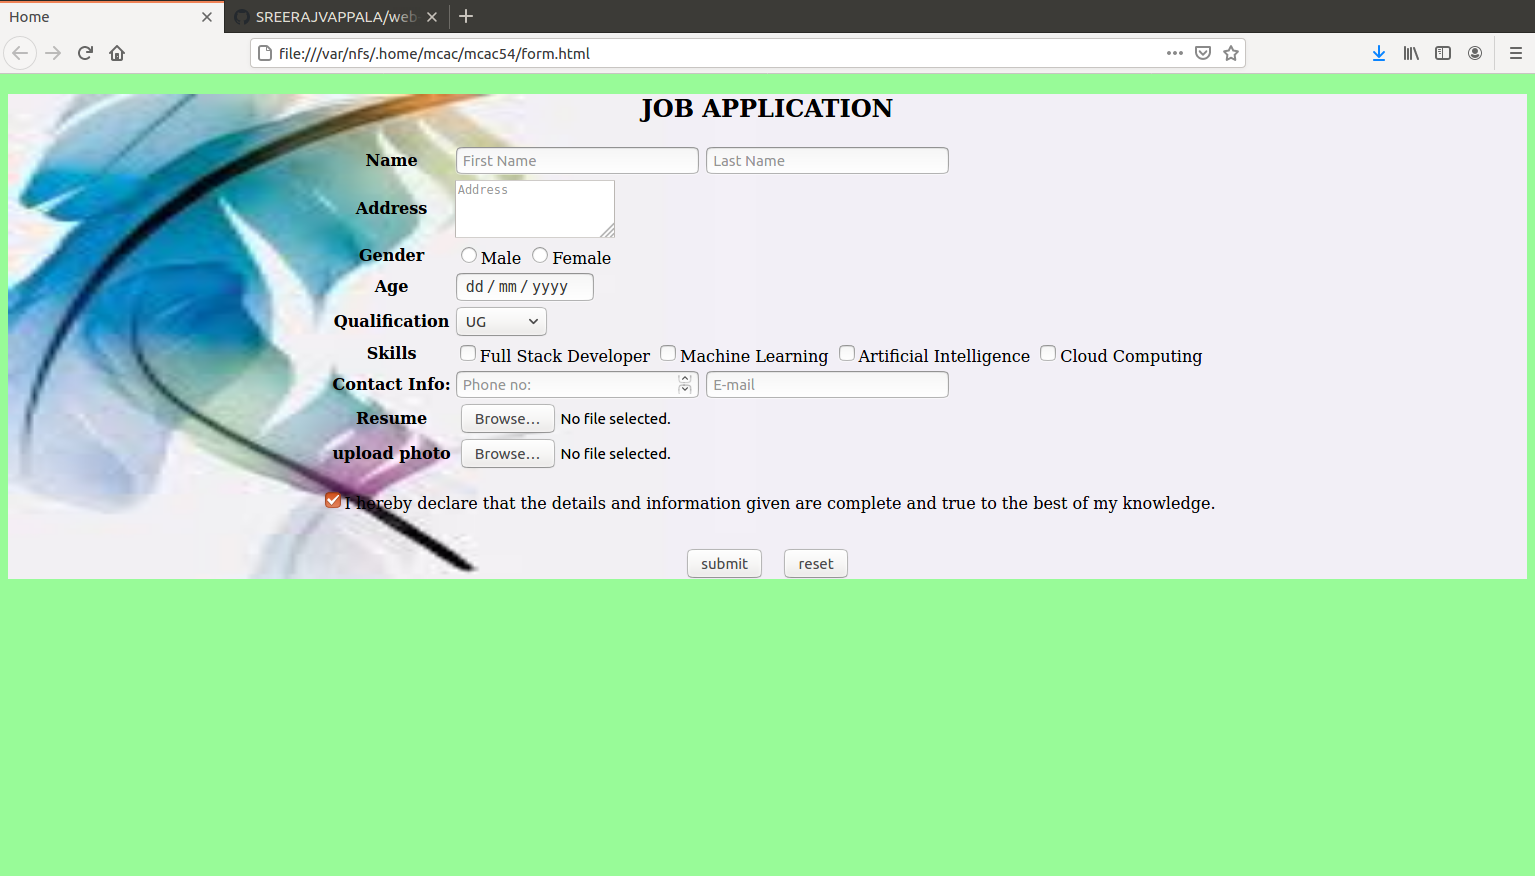 Home
SREERAJVAPPALA/web
file:///var/nfs/.home/mcac/mcac54/form.html
JOB APPLICATION
Name First Name Last Name
Address Address
Gender Male Female
Age dd / mm / yyyy
Qualification UG
Skills Full Stack Developer Machine Learning Artificial Intelligence Cloud Computing
Contact Info: Phone no: E-mail
Resume Browse... No file selected.
upload photo Browse... No file selected.
I hereby declare that the details and information given are complete and true to the best of my knowledge.
submit reset